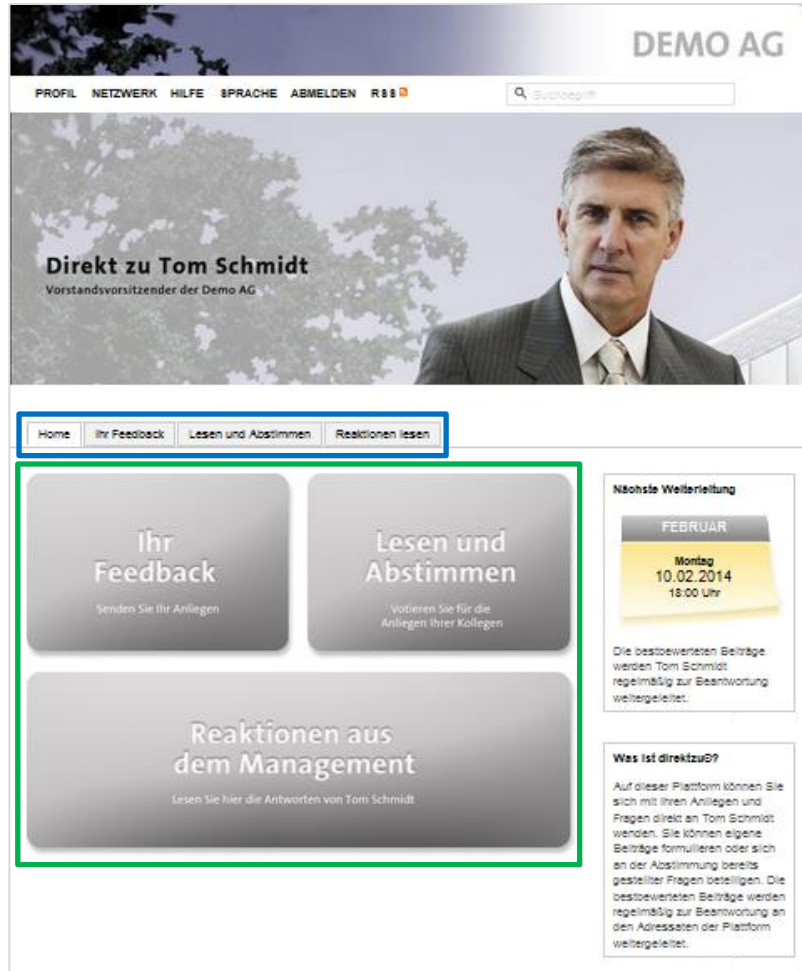 DEMO AG
PROFIL NETZWERK HILFE SPRACHE ABMELDEN RSS
Suchbegriff
Direkt zu Tom Schmidt
Vorstandsvorsitzender der Demo AG
Home Ihr Feedback Lesen und Abstimmen Reaktionen lesen
Ihr
Feedback
Senden Sie Ihr Anliegen
Lesen und
Abstimmen
Votieren Sie für die
Anliegen Ihrer Kollegen
Reaktionen aus
dem Management
Lesen Sie hier die Antworten von Tom Schmidt
Nächste Weiterleitung
FEBRUAR
Montag
10.02.2014
18:00 Uhr
Die bestbewerteten Beiträge
werden Tom Schmidt
regelmäßig zur Beantwortung
weitergeleitet.
Was ist direktzu©?
Auf dieser Plattform können Sie
sich mit Ihren Anliegen und
Fragen direkt an Tom Schmidt
wenden. Sie können eigene
Beiträge formulieren oder sich
an der Abstimmung bereits
gestellter Fragen beteiligen. Die
bestbewerteten Beiträge werden
regelmäßig zur Beantwortung an
den Adressaten der Plattform
weitergeleitet.